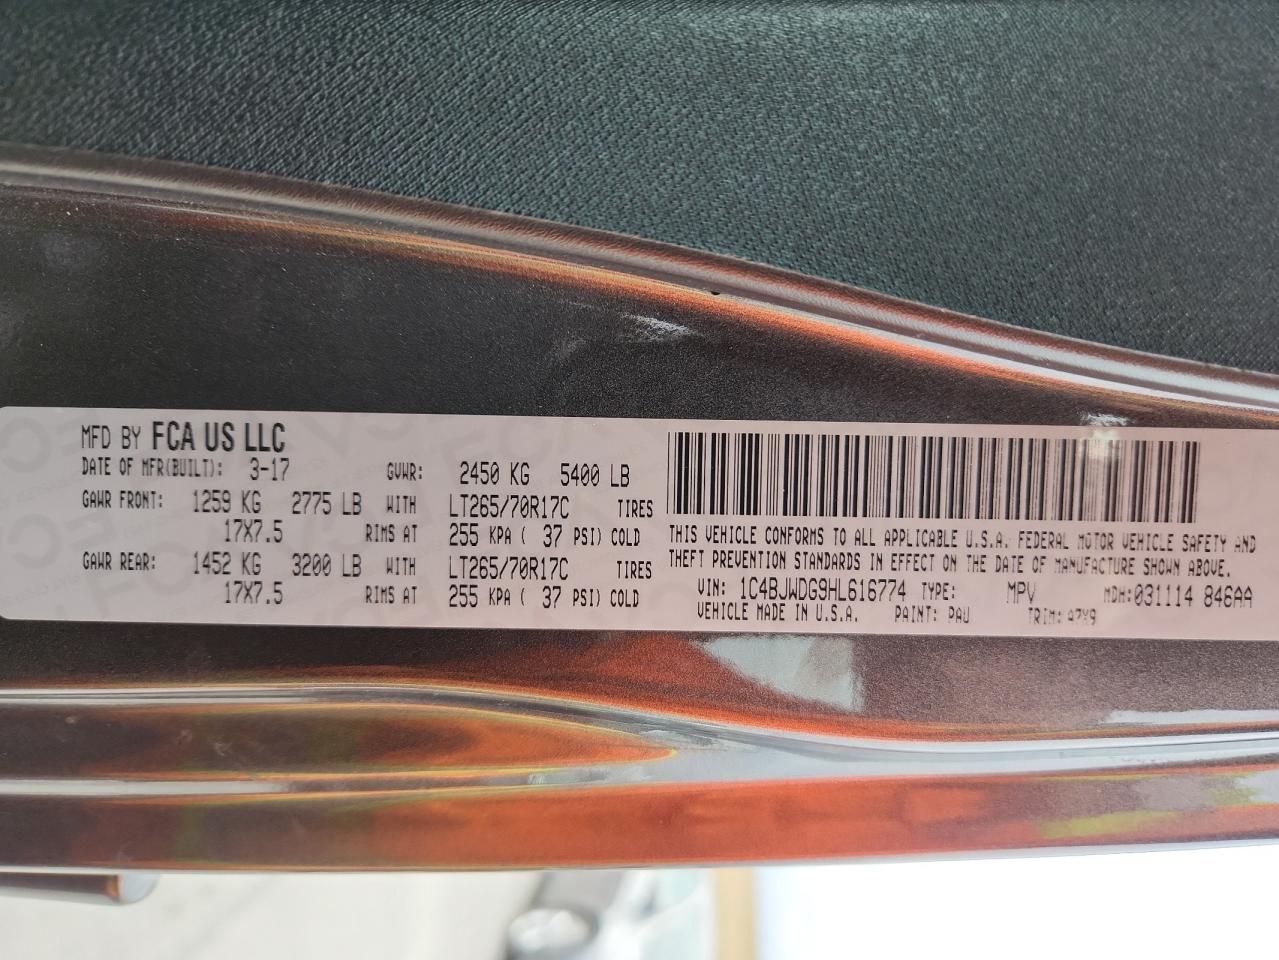 MFD BY FCA US LLC
DATE OF MFR(BUILT): 3-17 GVWR: 2450 KG 5400 LB
GAWR FRONT: 1259 KG 2775 LB WITH LT265/70R17C TIRES
17X7.5 RIMS AT 255 KPA ( 37 PSI) COLD
GAWR REAR: 1452 KG 3200 LB WITH LT265/70R17C TIRES
17X7.5 RIMS AT 255 KPA ( 37 PSI) COLD
THIS VEHICLE CONFORMS TO ALL APPLICABLE U.S.A. FEDERAL MOTOR VEHICLE SAFETY AND
THEFT PREVENTION STANDARDS IN EFFECT ON THE DATE OF MANUFACTURE SHOWN ABOVE.
VIN: 1C4BJWDG9HL616774 TYPE: MPV MDH:031114 846AA
VEHICLE MADE IN U.S.A. PAINT: PAU TRIM: